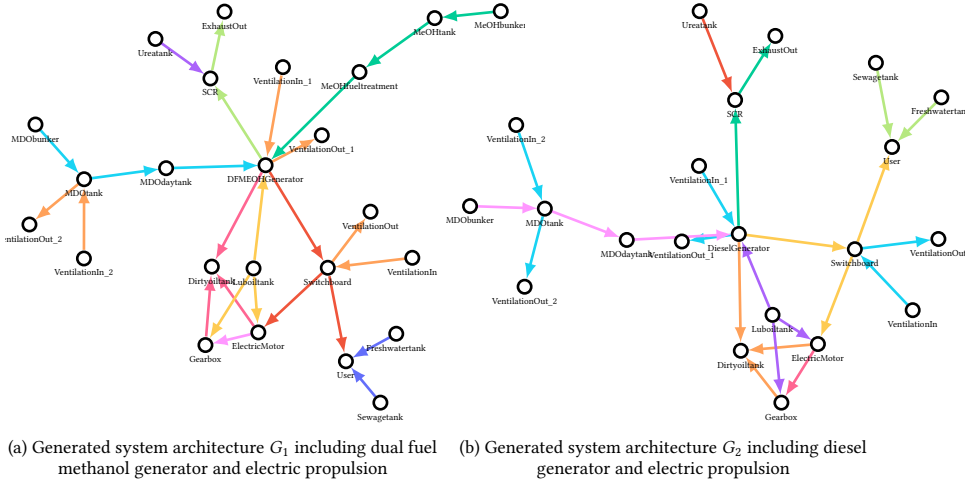 ExhaustOut
Ureatank
SCR
VentilationIn_1
MeOHtank
MeOHbunker
MeOHfueltreatment
MDObunker
VentilationOut_1
MDOtank
MDOdaytank
DFMEOHGenerator
VentilationOut_2
VentilationOut
VentilationIn_2
Dirtyoiltank
Luboiltank
Switchboard
VentilationIn
Gearbox
ElectricMotor
Freshwatertank
User
Sewagetank
(a) Generated system architecture G₁ including dual fuel
methanol generator and electric propulsion
Ureatank
ExhaustOut
Sewagetank
SCR
Freshwatertank
VentilationIn_2
User
VentilationIn_1
MDObunker
MDOtank
MDOdaytank
VentilationOut_1
DieselGenerator
Switchboard
VentilationOut
VentilationOut_2
Luboiltank
VentilationIn
Dirtyoiltank
ElectricMotor
Gearbox
(b) Generated system architecture G₂ including diesel
generator and electric propulsion